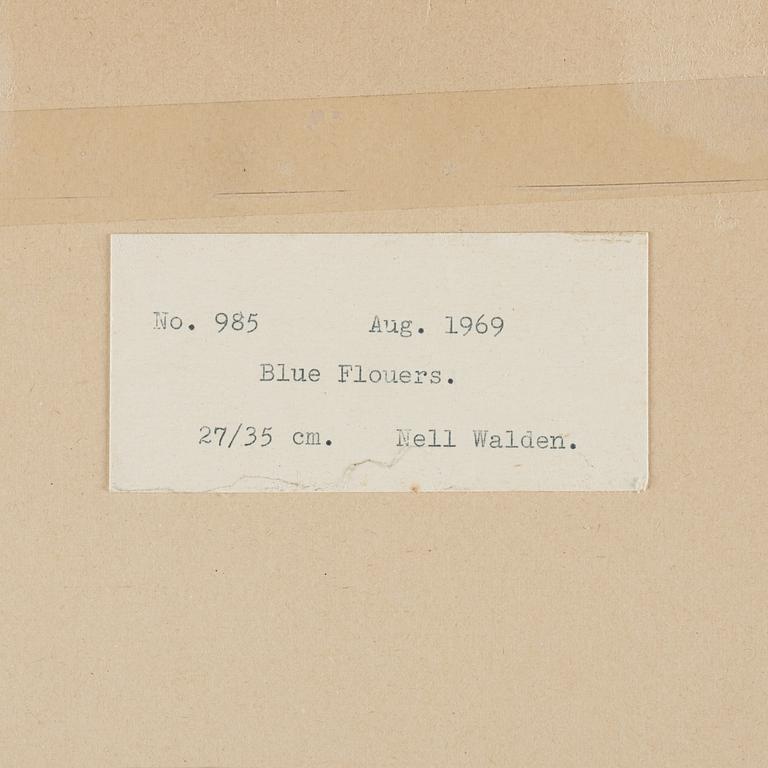 No. 985 Aug. 1969
Blue Flouers.
27/35 cm. Nell Walden.